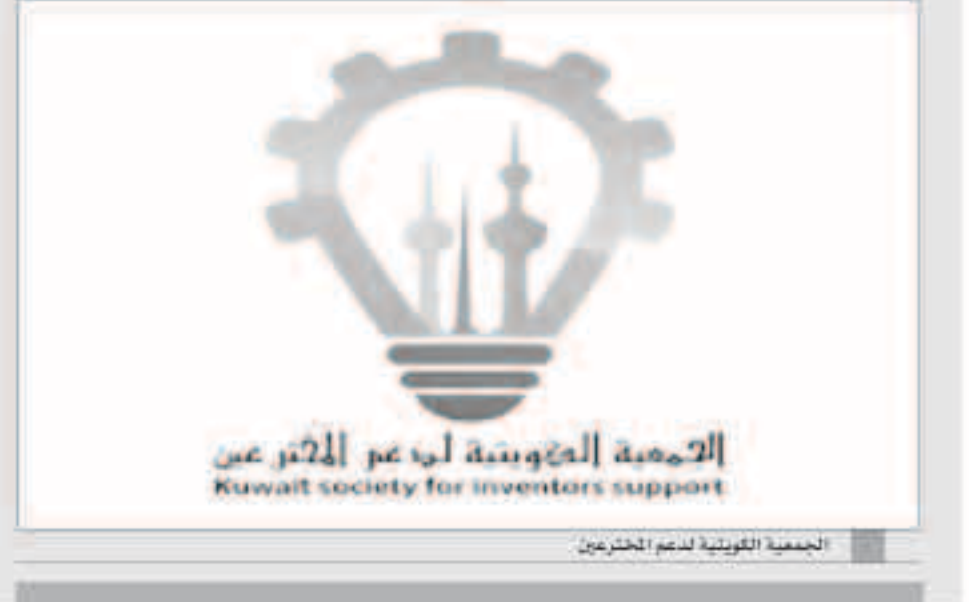 الجمعية الكويتية لدعم المخترعين
Kuwait society for inventors support
الجمعية الكويتية لدعم المخترعين